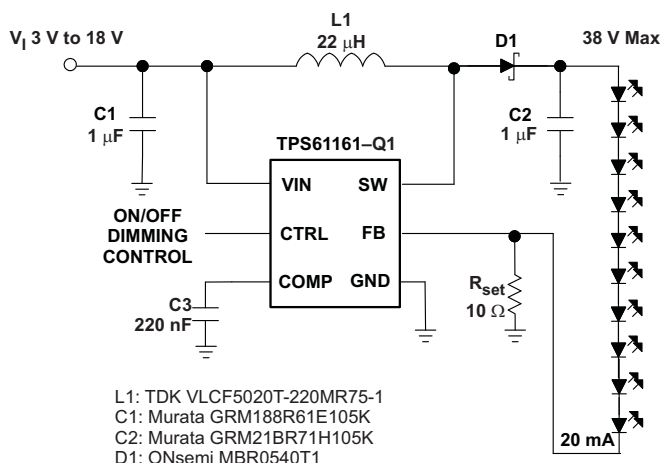 V_I 3 V to 18 V
L1
22 μH
D1
38 V Max
C1
1 μF
C2
1 μF
TPS61161–Q1
VIN
SW
ON/OFF
DIMMING
CONTROL
CTRL
FB
COMP
GND
C3
220 nF
R_set
10 Ω
L1: TDK VLCF5020T-220MR75-1
C1: Murata GRM188R61E105K
C2: Murata GRM21BR71H105K
D1: ONsemi MBR0540T1
20 mA